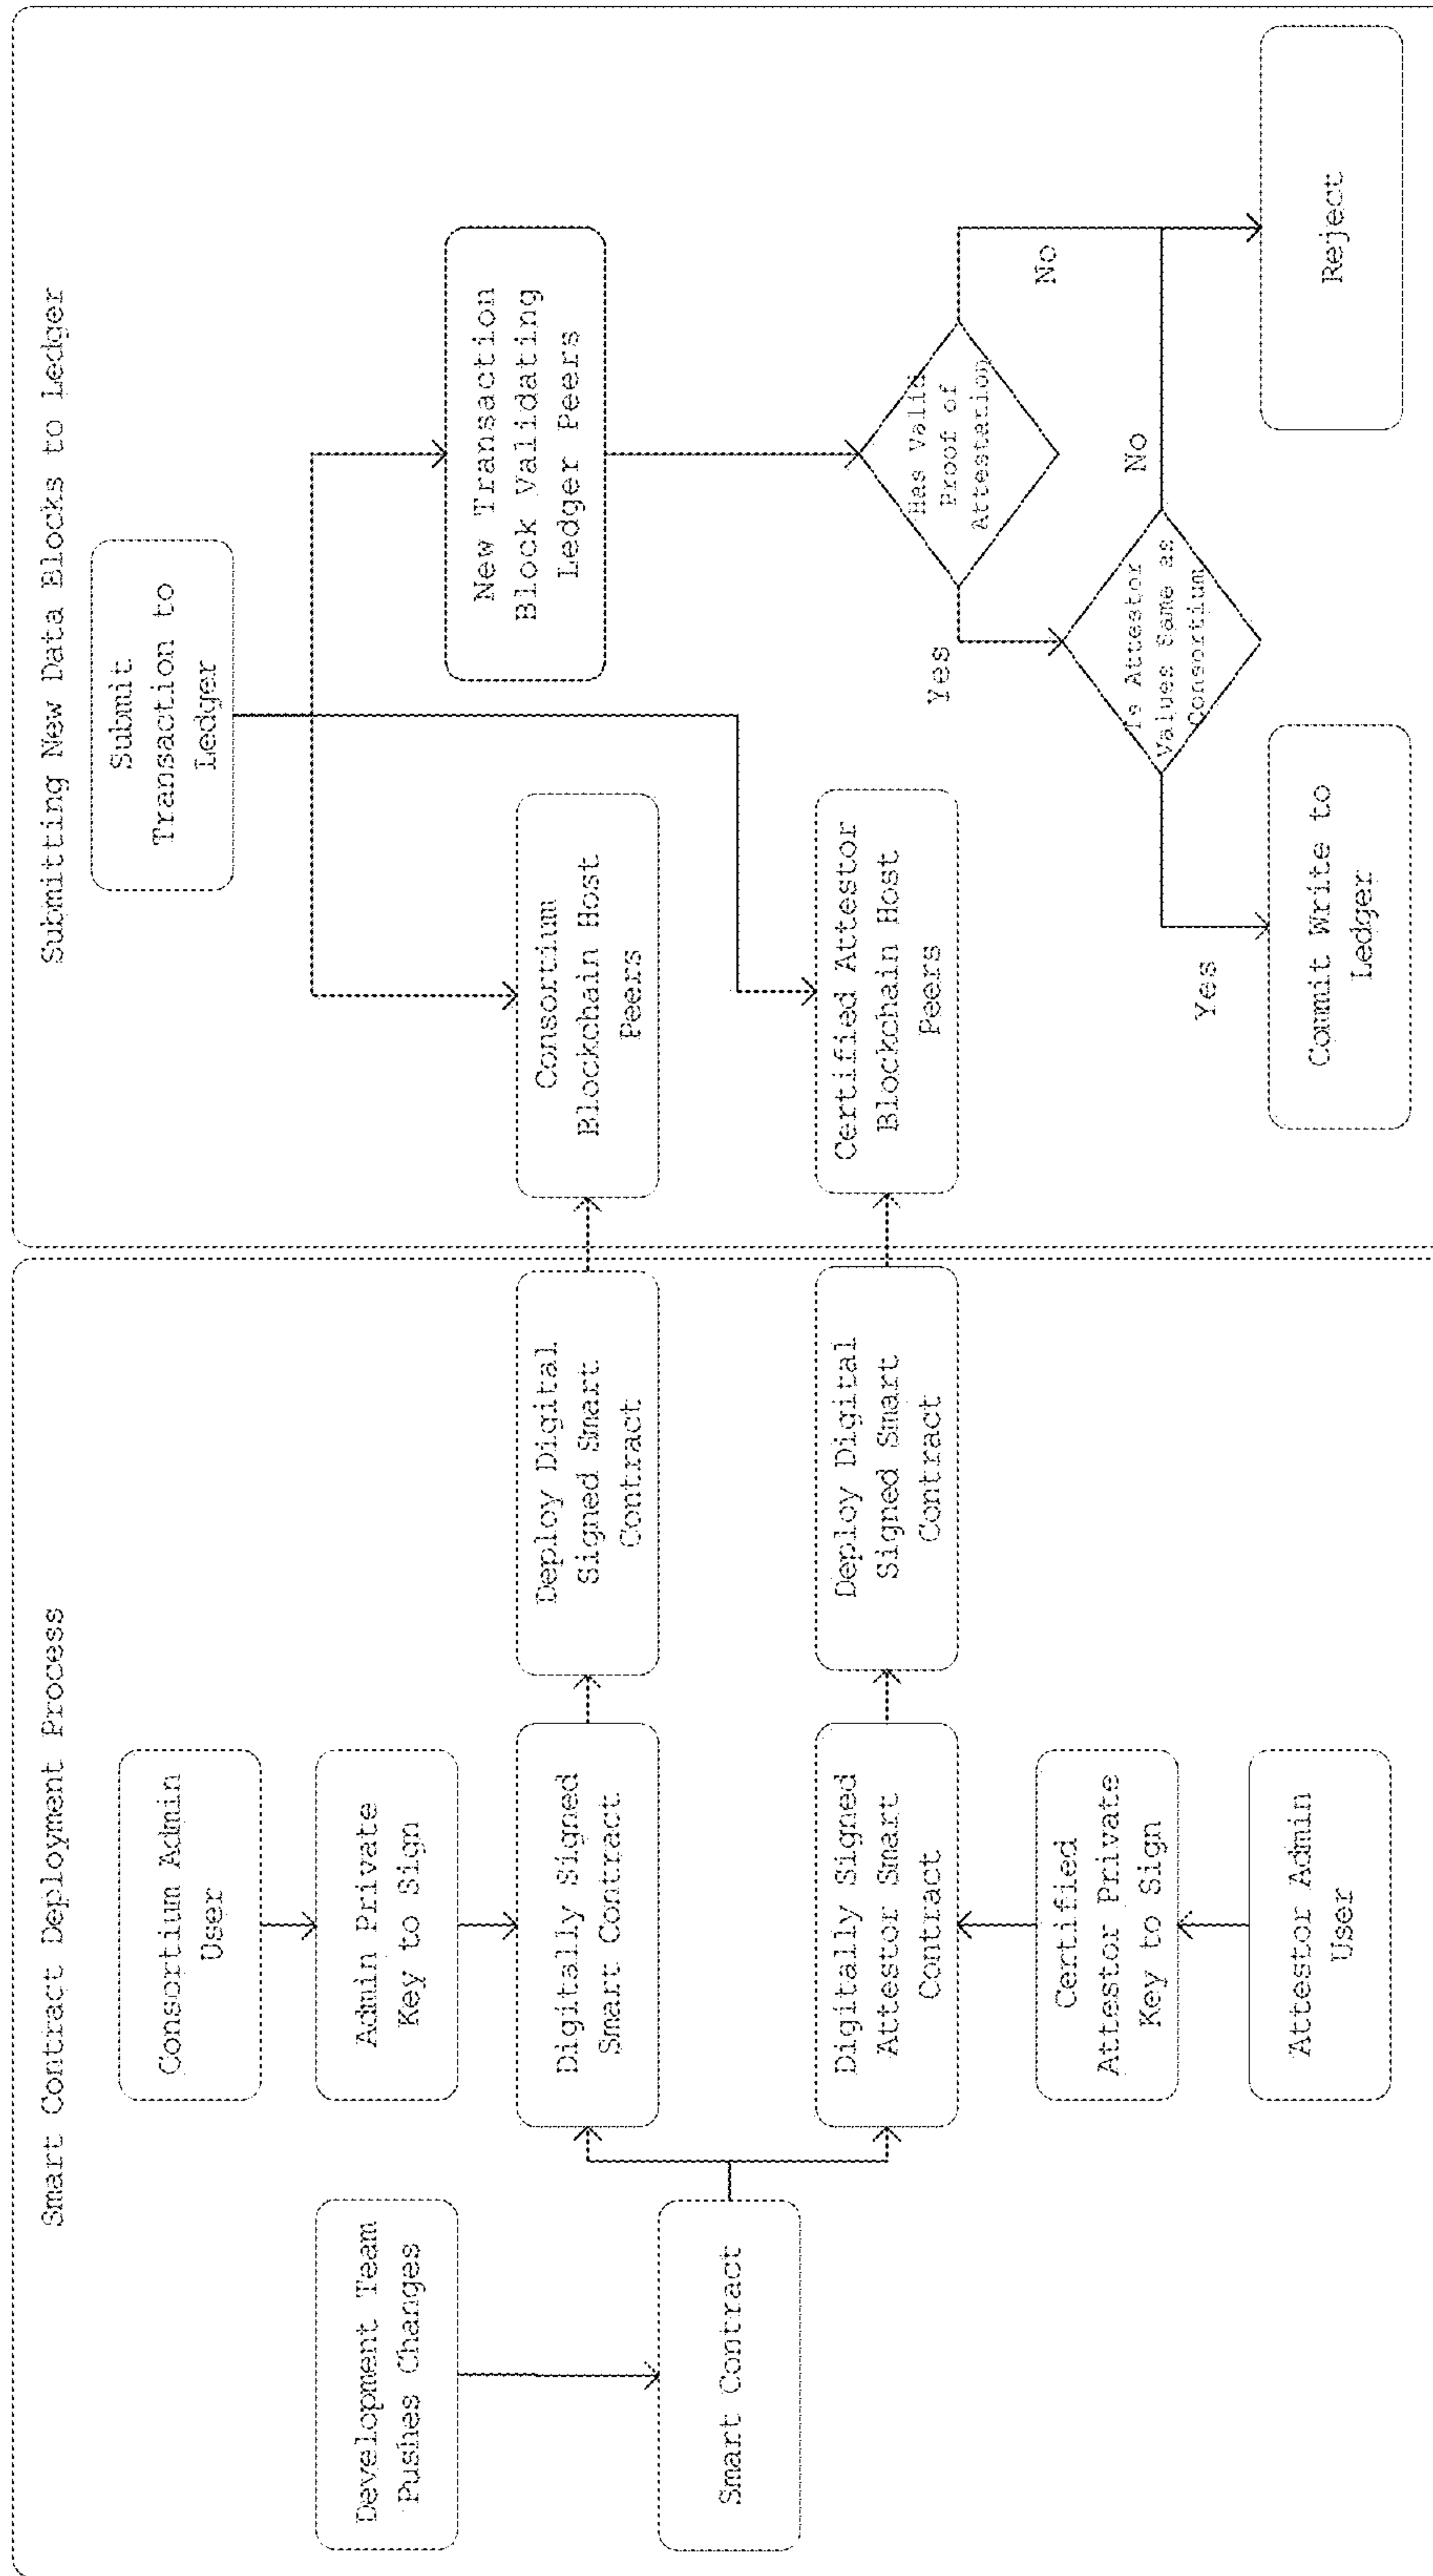 Smart Contract Deployment Process
Consortium Admin
User
Development Team
Pushes Changes
Admin Private
Key to Sign
Digitally Signed
Smart Contract
Deploy Digital
Signed Smart
Contract
Smart Contract
Digitally Signed
Attestor Smart
Contract
Deploy Digital
Signed Smart
Contract
Certified
Attestor Private
Key to Sign
Attestor Admin
User
Submitting New Data Blocks to Ledger
Submit
Transaction to
Ledger
New Transaction
Block Validating
Ledger Peers
Consortium
Blockchain Host
Peers
Certified Attestor
Blockchain Host
Peers
Has Valid
Proof of
Attestation
Yes
No
Is Attestor
Values Same as
Consortium
No
Yes
Commit Write to
Ledger
Reject